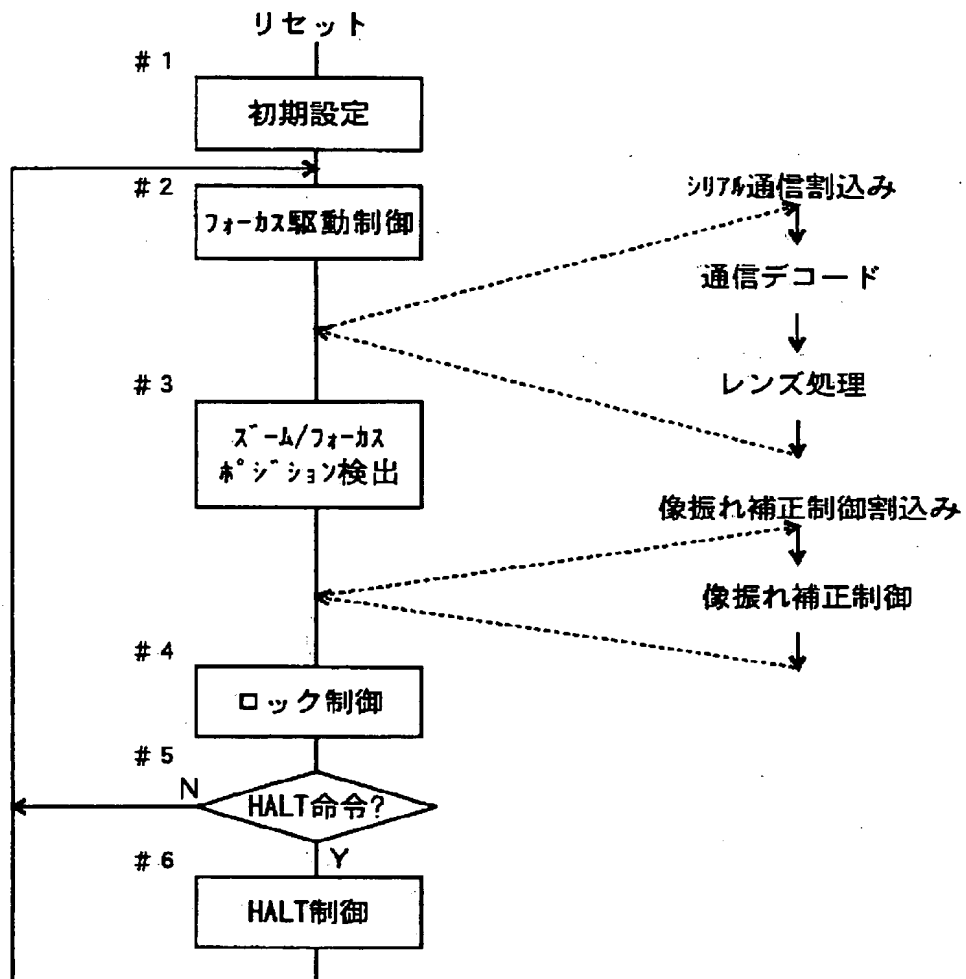 リセット
#1
初期設定
#2
フォーカス駆動制御
シリアル通信割込み
通信デコード
レンズ処理
#3
ズーム/フォーカス
ポジション検出
像振れ補正制御割込み
像振れ補正制御
#4
ロック制御
#5
N
HALT命令?
Y
#6
HALT制御